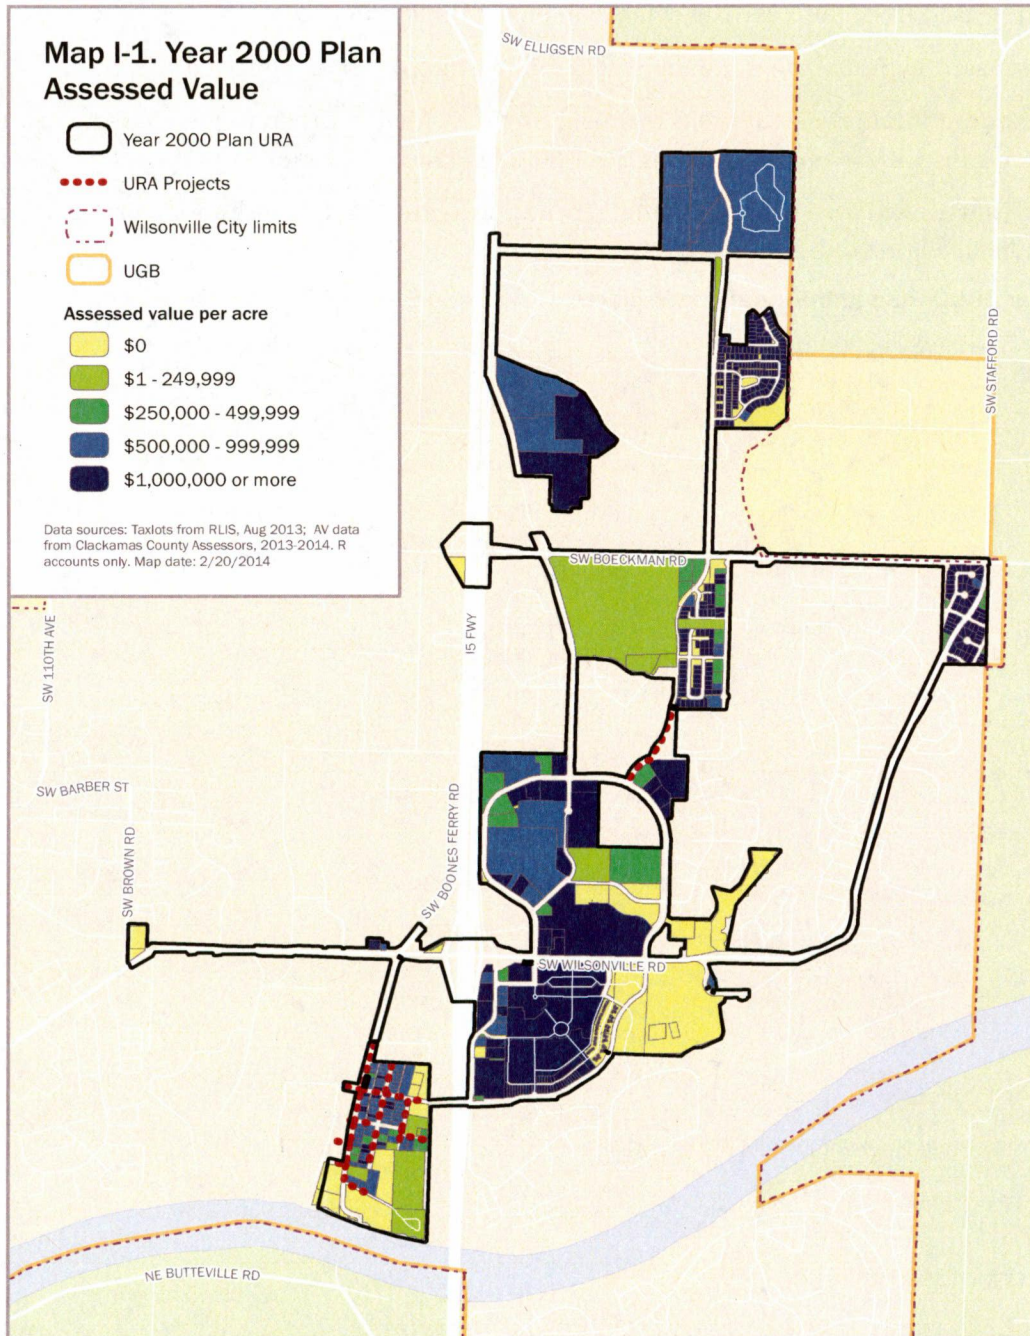 Map I-1. Year 2000 Plan
Assessed Value
Year 2000 Plan URA
URA Projects
Wilsonville City limits
UGB
Assessed value per acre
$0
$1 - 249,999
$250,000 - 499,999
$500,000 - 999,999
$1,000,000 or more
Data sources: Taxlots from RLIS, Aug 2013; AV data
from Clackamas County Assessors, 2013-2014. R
accounts only. Map date: 2/20/2014
SW ELLIGSEN RD
SW STAFFORD RD
SW BOECKMAN RD
I5 FWY
SW 110TH AVE
SW BARBER ST
SW BROWN RD
SW BOONES FERRY RD
SW WILSONVILLE RD
NE BUTTEVILLE RD